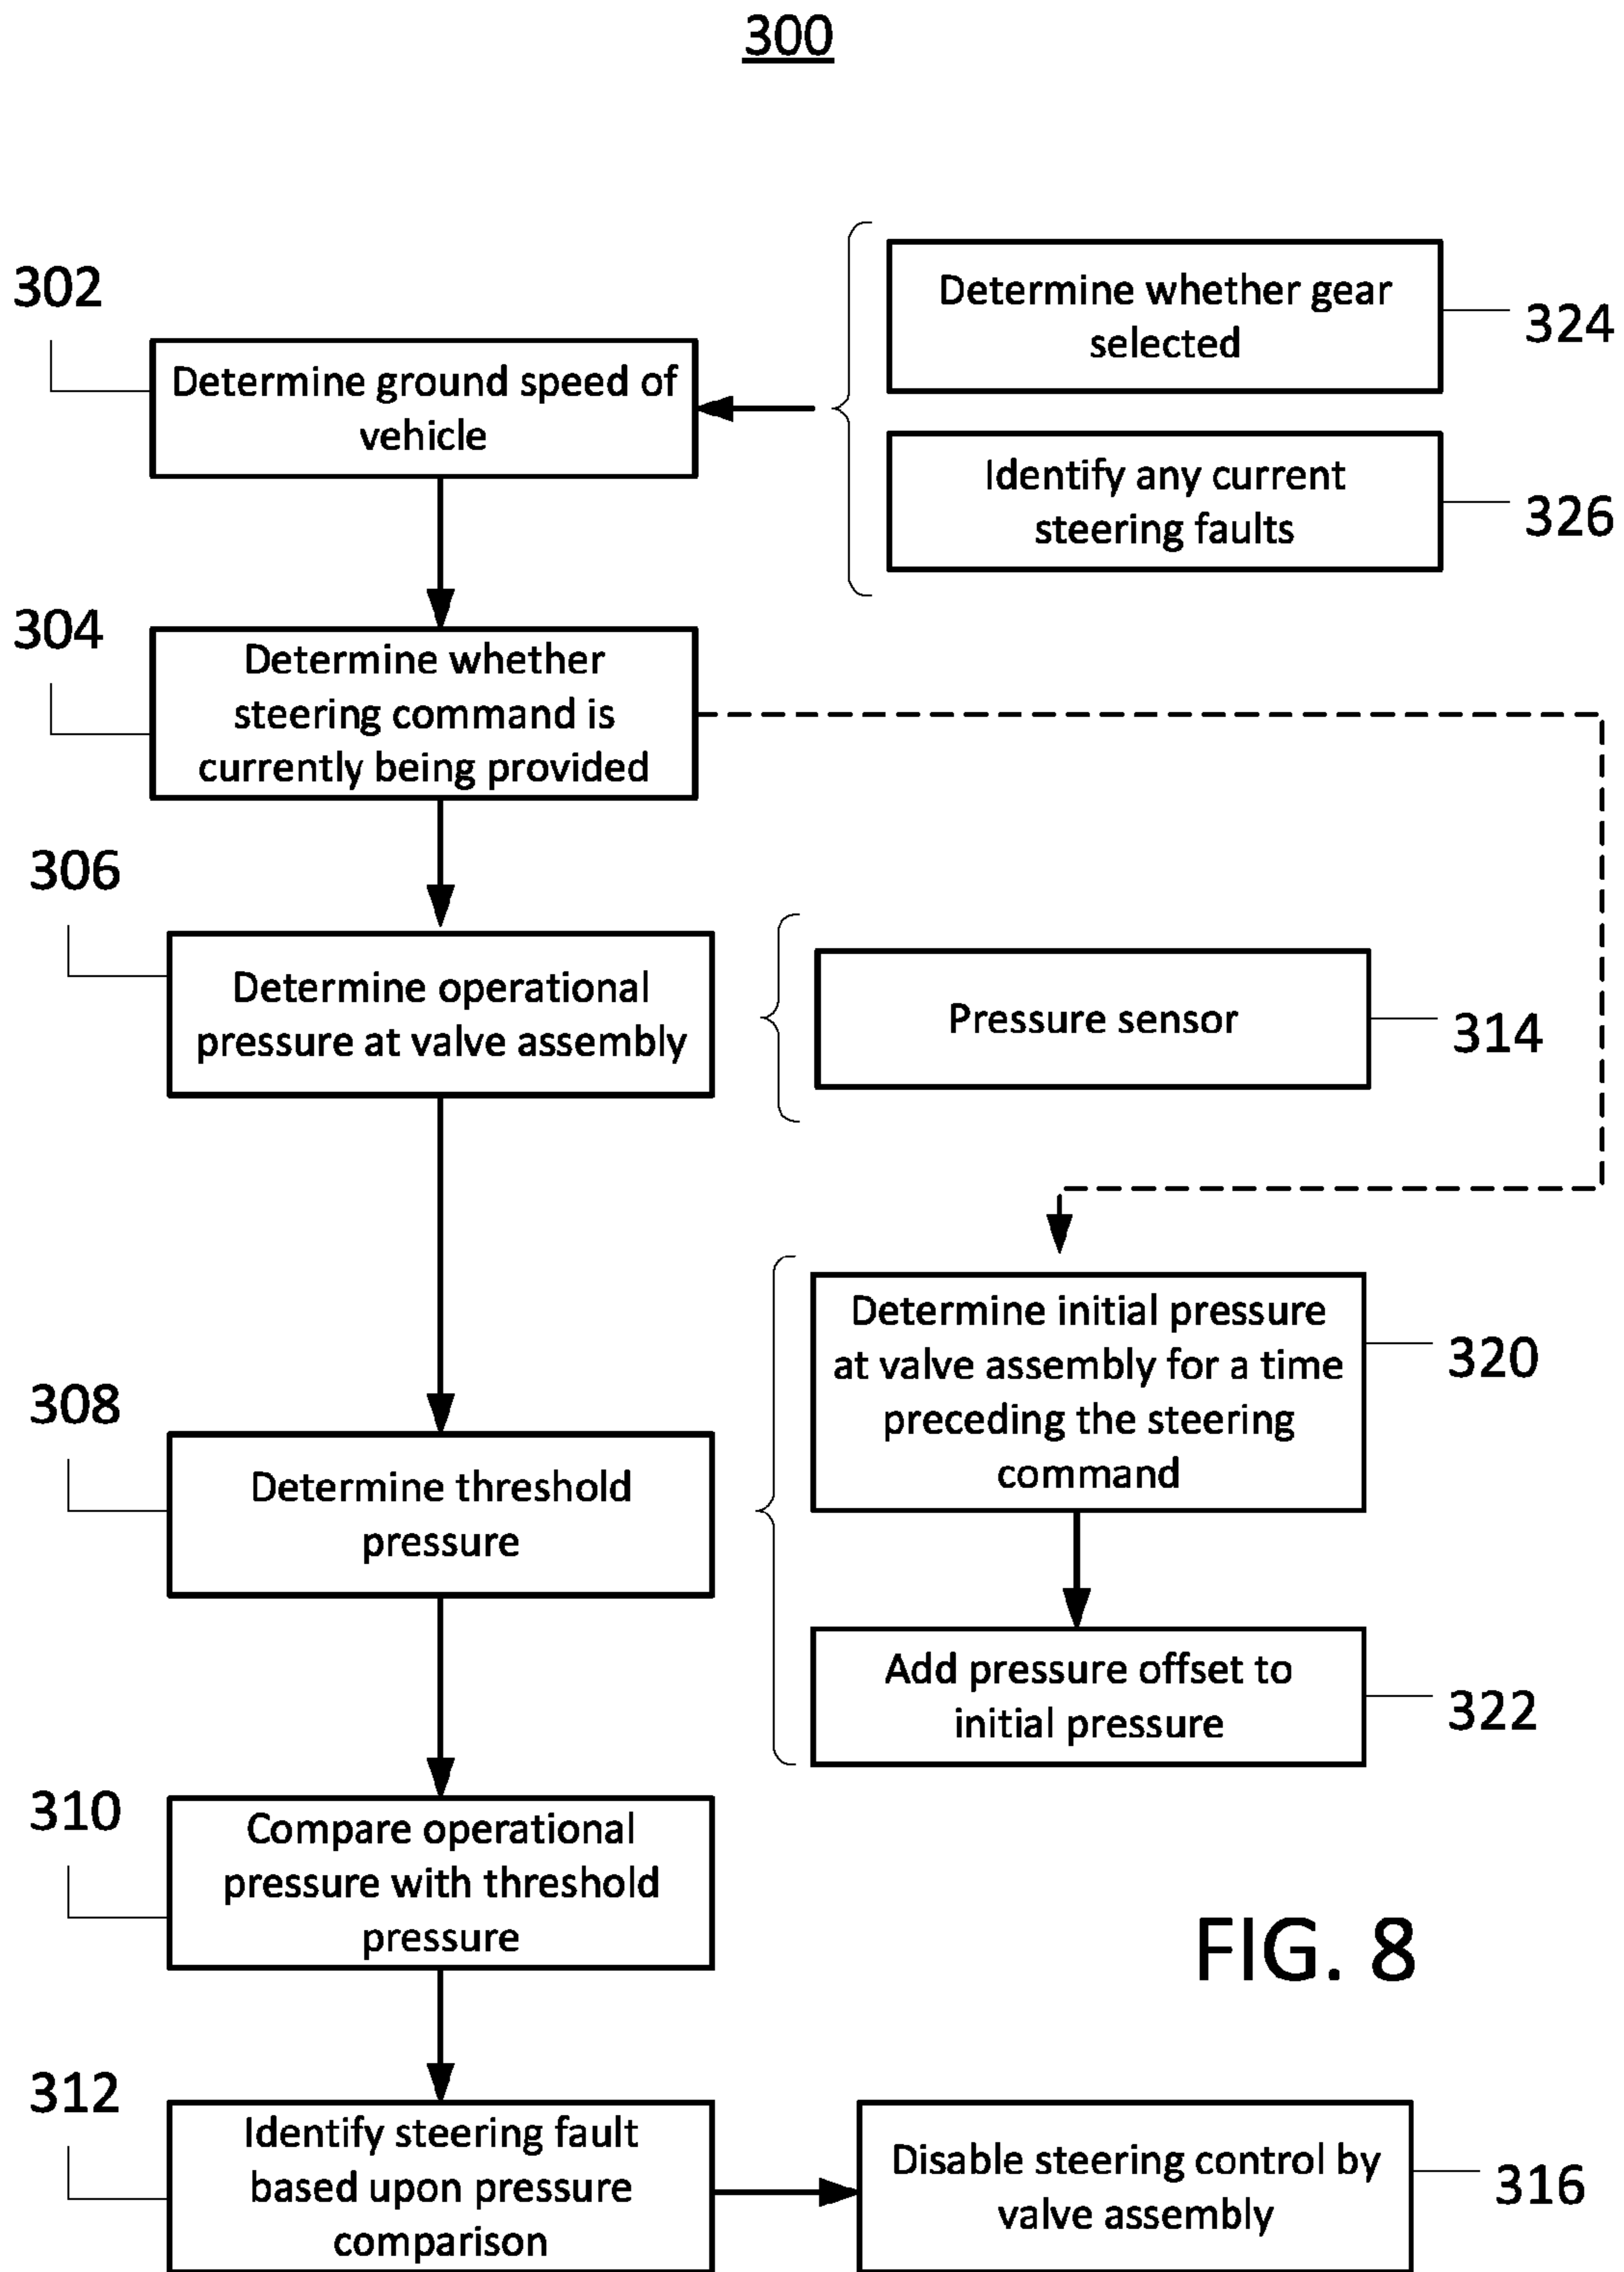 300
302
Determine ground speed of
vehicle
Determine whether gear
selected
324
Identify any current
steering faults
326
304
Determine whether
steering command is
currently being provided
306
Determine operational
pressure at valve assembly
Pressure sensor
314
308
Determine threshold
pressure
Determine initial pressure
at valve assembly for a time
preceding the steering
command
320
Add pressure offset to
initial pressure
322
310
Compare operational
pressure with threshold
pressure
FIG. 8
312
Identify steering fault
based upon pressure
comparison
Disable steering control by
valve assembly
316